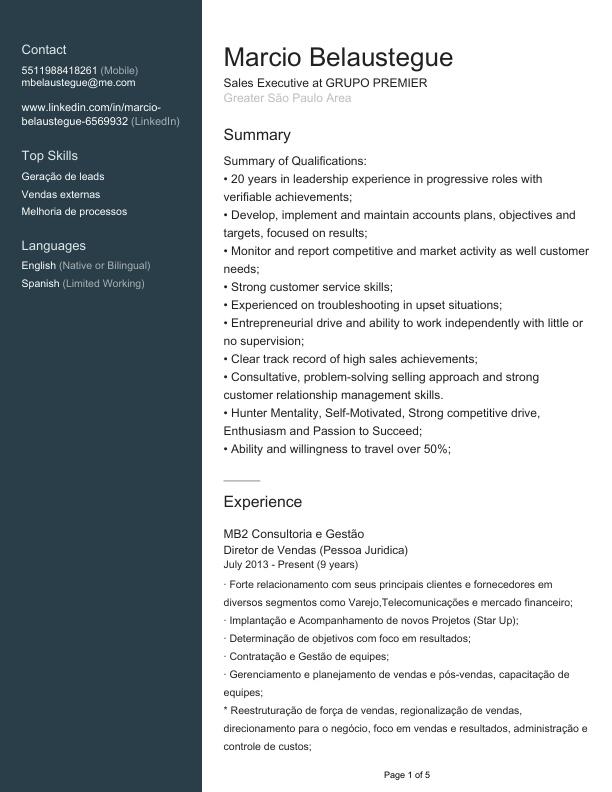 Contact
5511988418261 (Mobile)
mbelaustegue@me.com
www.linkedin.com/in/marcio-
belaustegue-6569932 (LinkedIn)
Top Skills
Geração de leads
Vendas externas
Melhoria de processos
Languages
English (Native or Bilingual)
Spanish (Limited Working)
Marcio Belaustegue
Sales Executive at GRUPO PREMIER
Greater São Paulo Area
Summary
Summary of Qualifications:
• 20 years in leadership experience in progressive roles with
verifiable achievements;
• Develop, implement and maintain accounts plans, objectives and
targets, focused on results;
• Monitor and report competitive and market activity as well customer
needs;
• Strong customer service skills;
• Experienced on troubleshooting in upset situations;
• Entrepreneurial drive and ability to work independently with little or
no supervision;
• Clear track record of high sales achievements;
• Consultative, problem-solving selling approach and strong
customer relationship management skills.
• Hunter Mentality, Self-Motivated, Strong competitive drive,
Enthusiasm and Passion to Succeed;
• Ability and willingness to travel over 50%;
Experience
MB2 Consultoria e Gestão
Diretor de Vendas (Pessoa Juridica)
July 2013 - Present (9 years)
· Forte relacionamento com seus principais clientes e fornecedores em
diversos segmentos como Varejo,Telecomunicações e mercado financeiro;
· Implantação e Acompanhamento de novos Projetos (Star Up);
· Determinação de objetivos com foco em resultados;
· Contratação e Gestão de equipes;
· Gerenciamento e planejamento de vendas e pós-vendas, capacitação de
equipes;
* Reestruturação de força de vendas, regionalização de vendas,
direcionamento para o negócio, foco em vendas e resultados, administração e
controle de custos;
Page 1 of 5